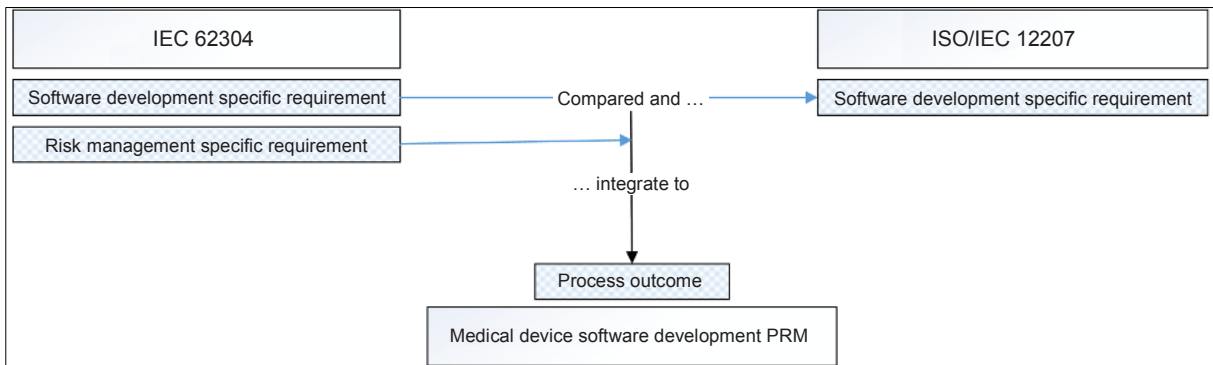 IEC 62304
ISO/IEC 12207
Software development specific requirement
Compared and …
Software development specific requirement
Risk management specific requirement
… integrate to
Process outcome
Medical device software development PRM